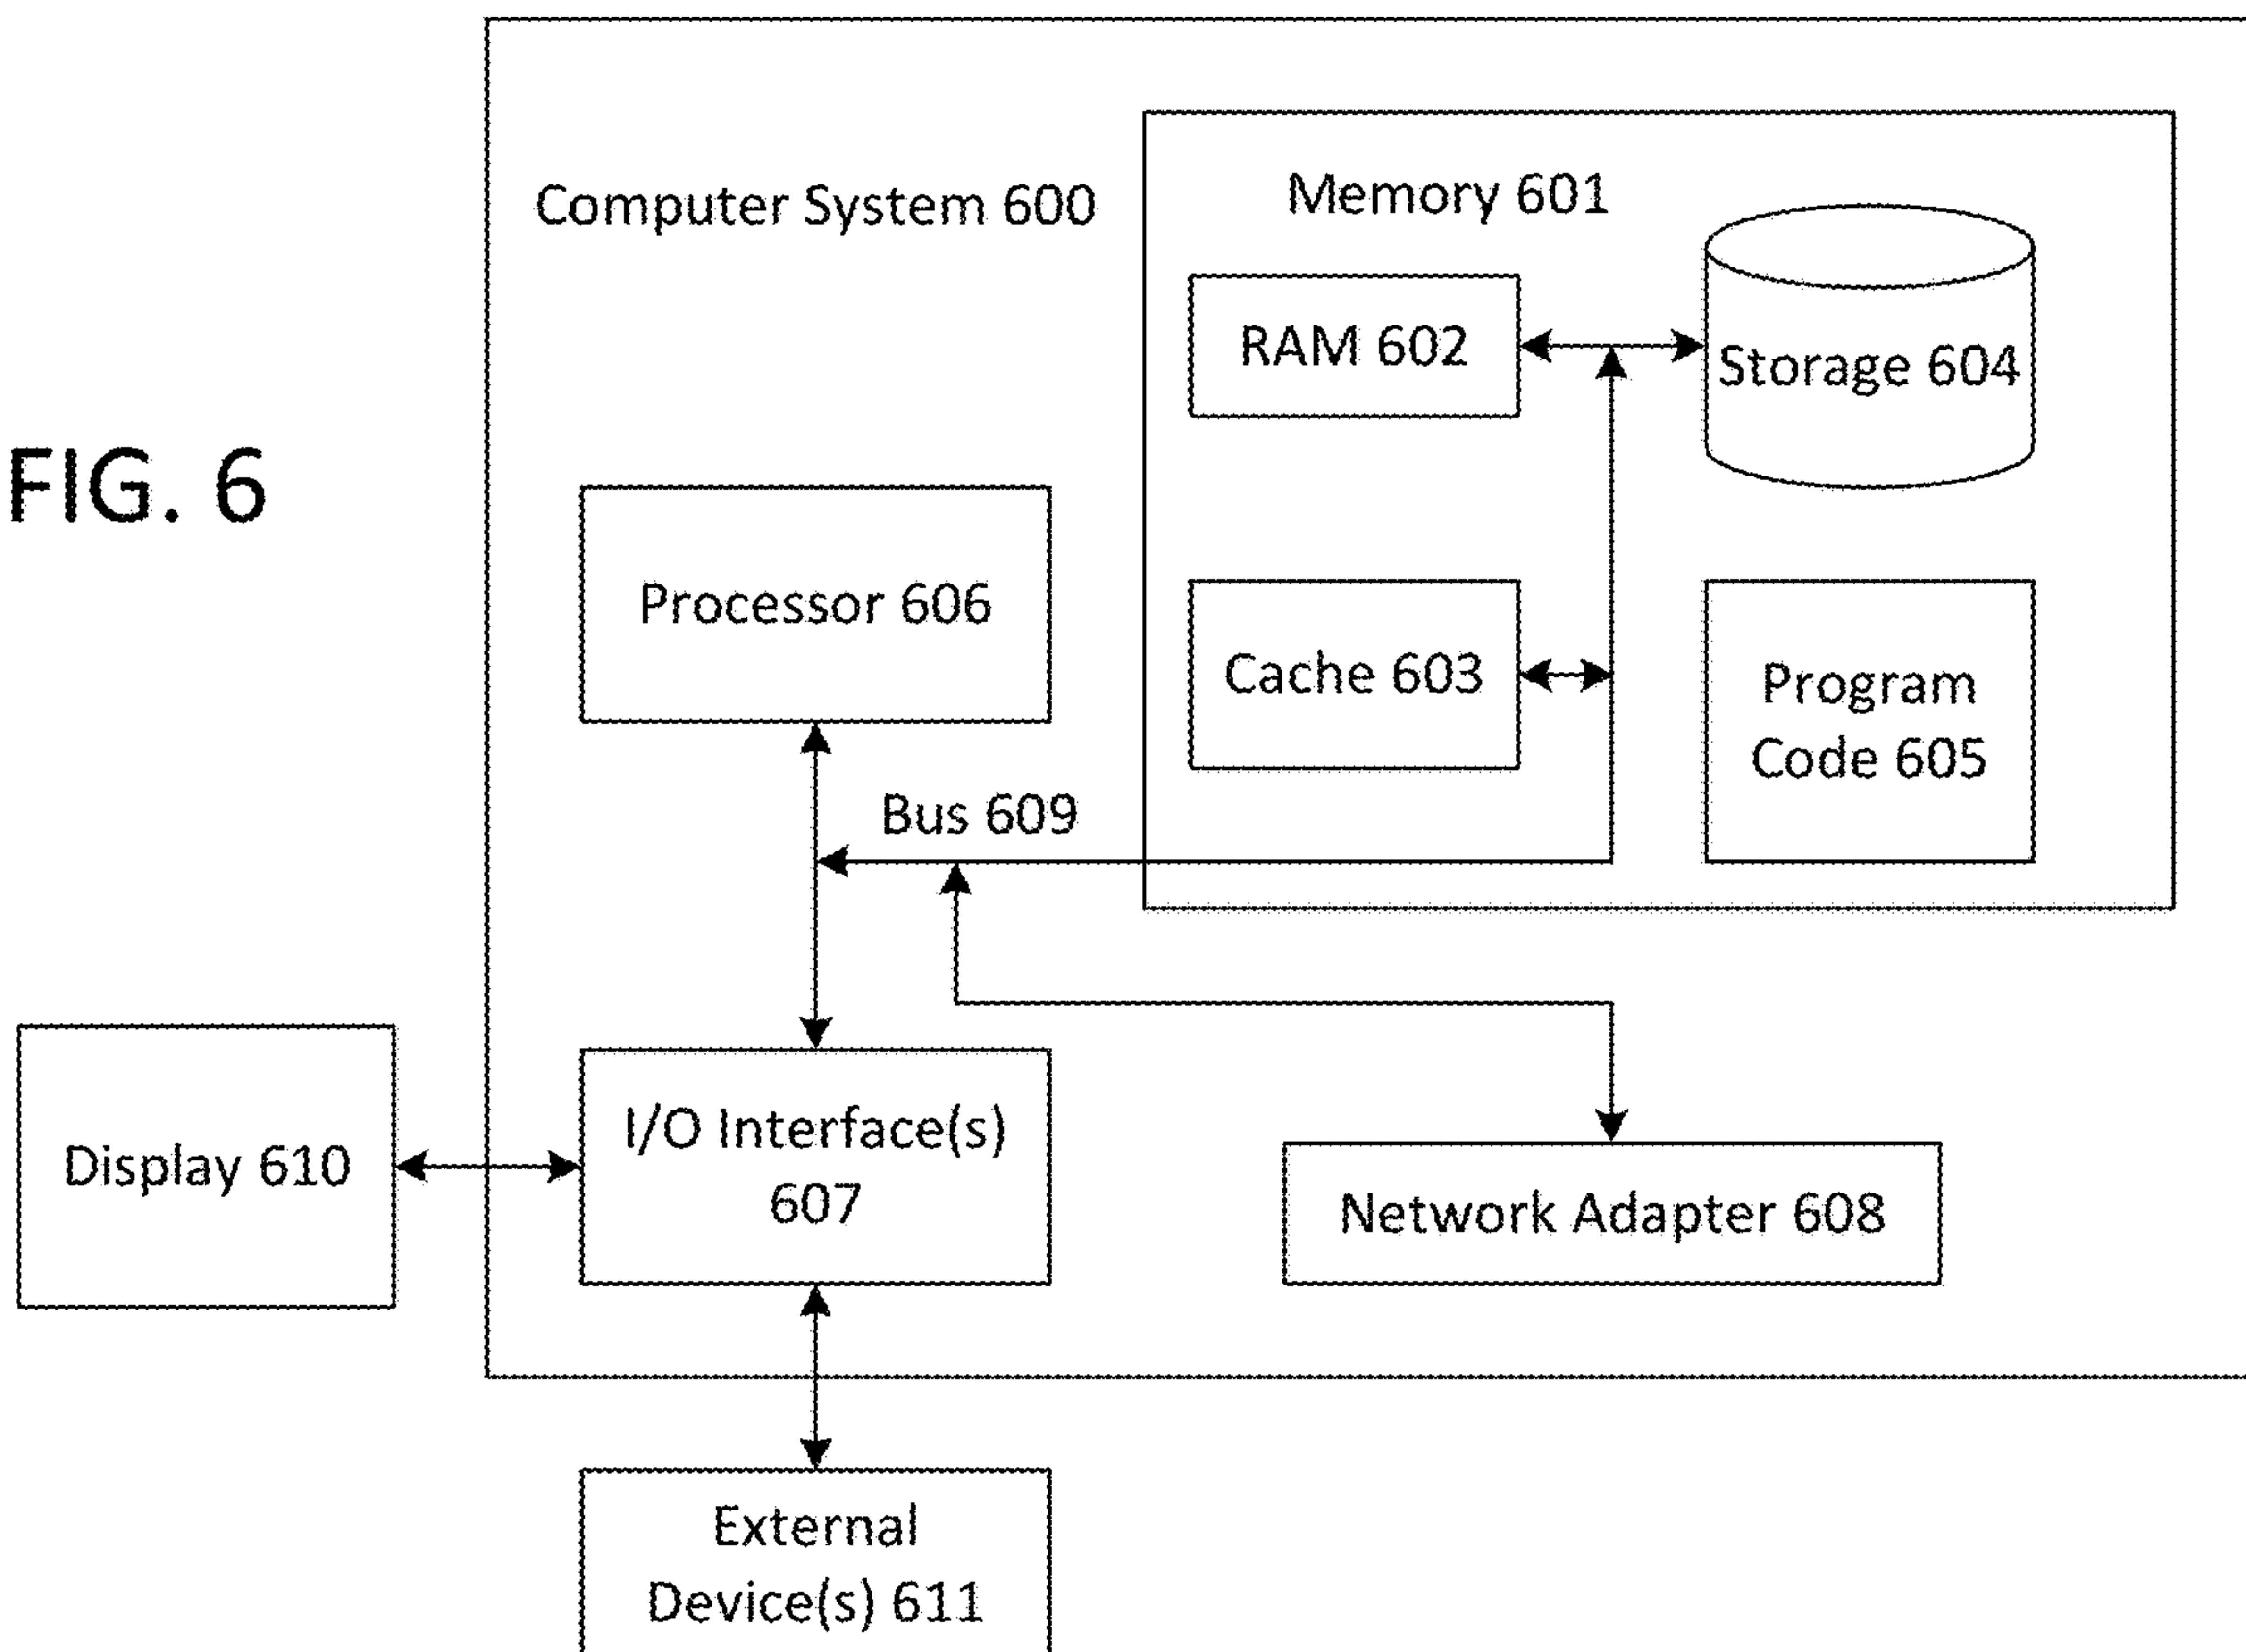 FIG. 6
Computer System 600
Memory 601
RAM 602
Storage 604
Processor 606
Cache 603
Program
Code 605
Bus 609
Display 610
I/O Interface(s)
607
Network Adapter 608
External
Device(s) 611